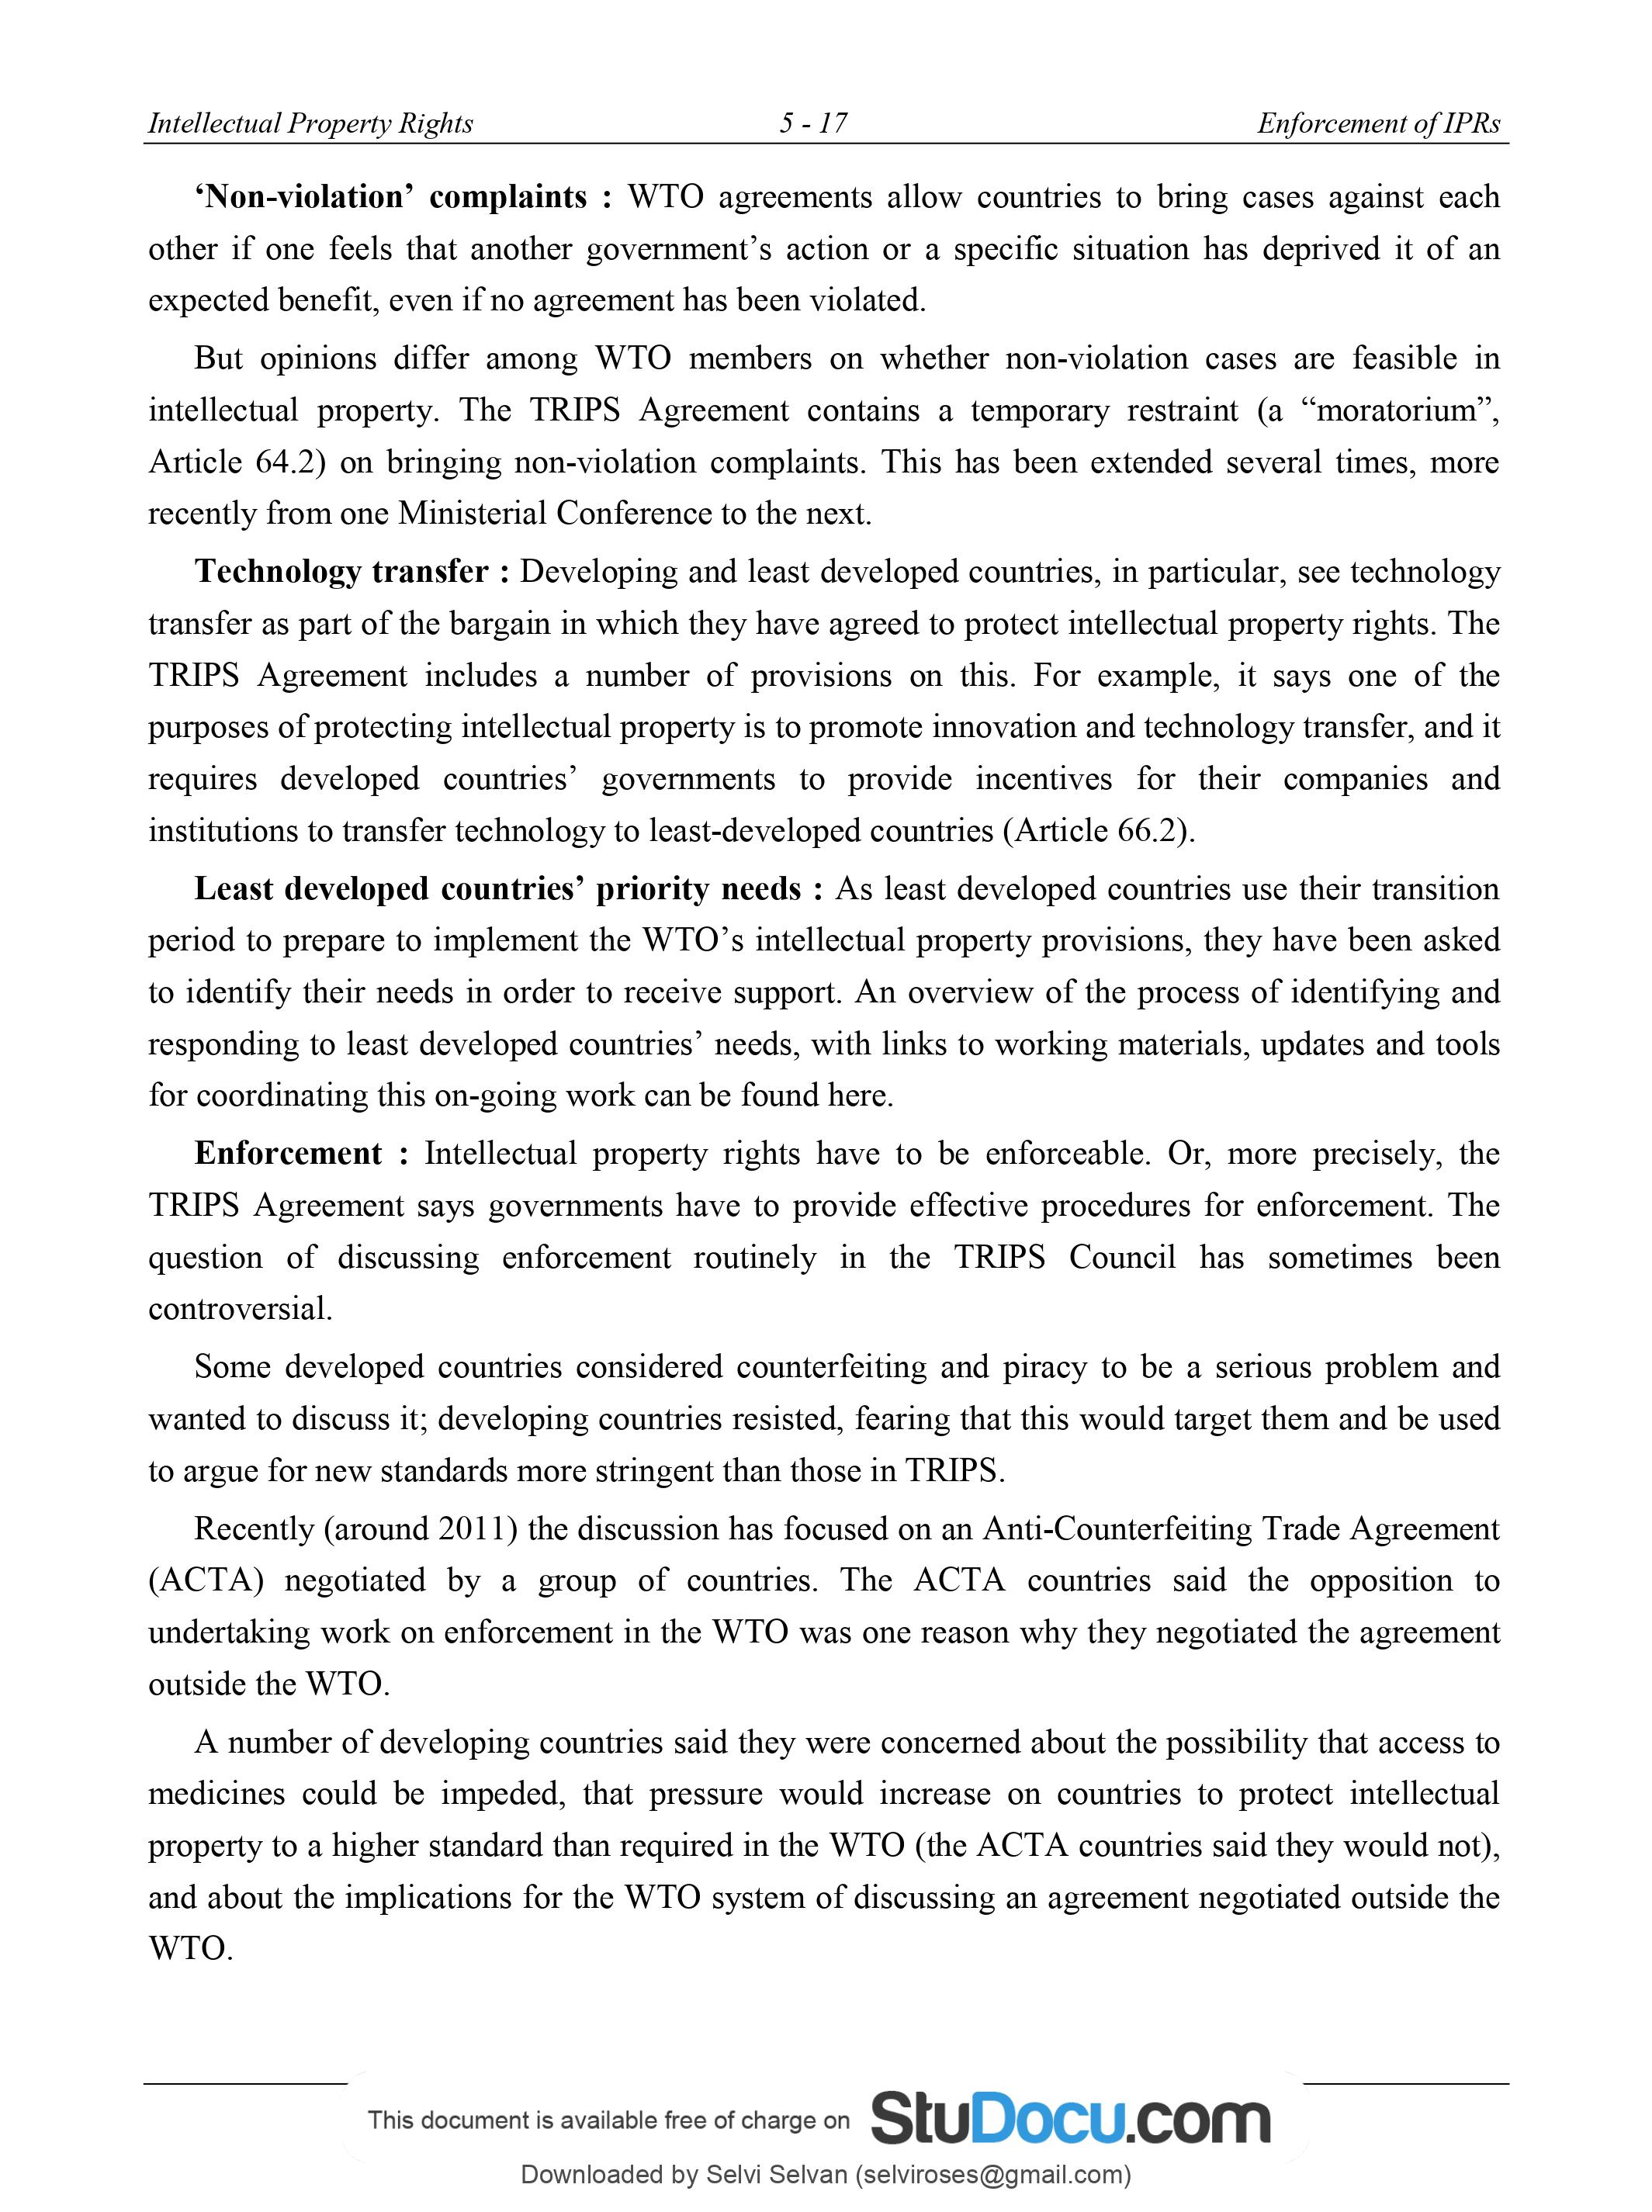 Intellectual Property Rights 5 - 17 Enforcement of IPRs
‘Non-violation’ complaints : WTO agreements allow countries to bring cases against each
other if one feels that another government’s action or a specific situation has deprived it of an
expected benefit, even if no agreement has been violated.
But opinions differ among WTO members on whether non-violation cases are feasible in
intellectual property. The TRIPS Agreement contains a temporary restraint (a “moratorium”,
Article 64.2) on bringing non-violation complaints. This has been extended several times, more
recently from one Ministerial Conference to the next.
Technology transfer : Developing and least developed countries, in particular, see technology
transfer as part of the bargain in which they have agreed to protect intellectual property rights. The
TRIPS Agreement includes a number of provisions on this. For example, it says one of the
purposes of protecting intellectual property is to promote innovation and technology transfer, and it
requires developed countries’ governments to provide incentives for their companies and
institutions to transfer technology to least-developed countries (Article 66.2).
Least developed countries’ priority needs : As least developed countries use their transition
period to prepare to implement the WTO’s intellectual property provisions, they have been asked
to identify their needs in order to receive support. An overview of the process of identifying and
responding to least developed countries’ needs, with links to working materials, updates and tools
for coordinating this on-going work can be found here.
Enforcement : Intellectual property rights have to be enforceable. Or, more precisely, the
TRIPS Agreement says governments have to provide effective procedures for enforcement. The
question of discussing enforcement routinely in the TRIPS Council has sometimes been
controversial.
Some developed countries considered counterfeiting and piracy to be a serious problem and
wanted to discuss it; developing countries resisted, fearing that this would target them and be used
to argue for new standards more stringent than those in TRIPS.
Recently (around 2011) the discussion has focused on an Anti-Counterfeiting Trade Agreement
(ACTA) negotiated by a group of countries. The ACTA countries said the opposition to
undertaking work on enforcement in the WTO was one reason why they negotiated the agreement
outside the WTO.
A number of developing countries said they were concerned about the possibility that access to
medicines could be impeded, that pressure would increase on countries to protect intellectual
property to a higher standard than required in the WTO (the ACTA countries said they would not),
and about the implications for the WTO system of discussing an agreement negotiated outside the
WTO.
This document is available free of charge on StuDocu.com
Downloaded by Selvi Selvan (selviroses@gmail.com)